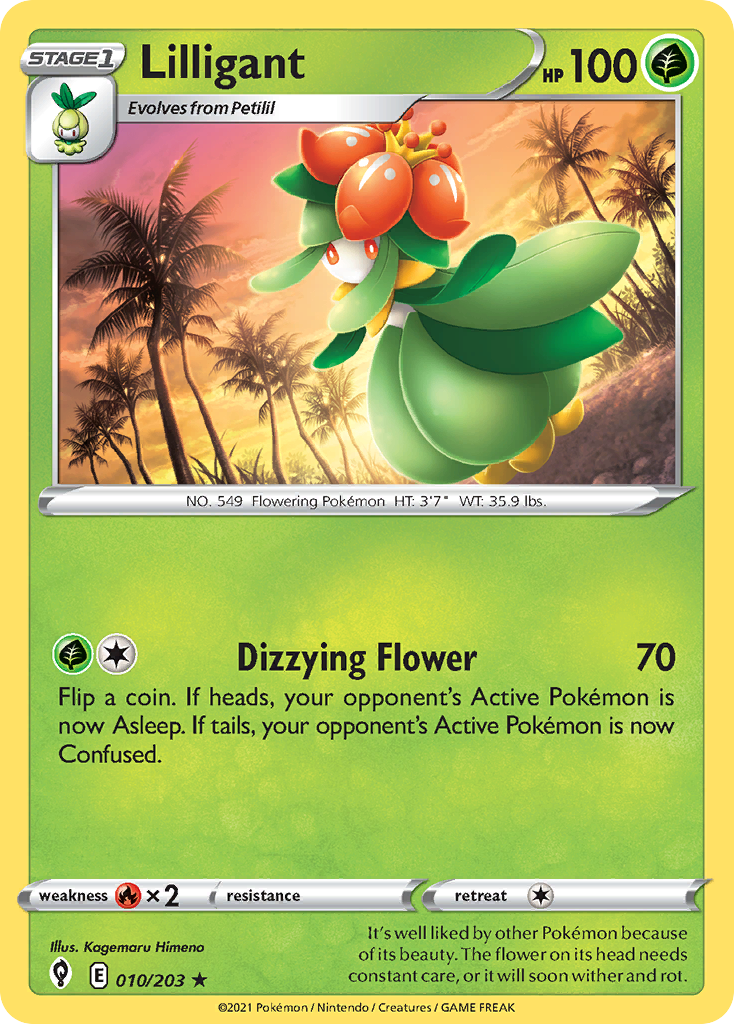 STAGE1
Lilligant
HP 100
Evolves from Petilil
NO. 549 Flowering Pokémon HT: 3'7" WT: 35.9 lbs.
Dizzying Flower 70
Flip a coin. If heads, your opponent's Active Pokémon is
now Asleep. If tails, your opponent's Active Pokémon is now
Confused.
weakness ×2 resistance retreat
Illus. Kagemaru Himeno
E 010/203 ★
It's well liked by other Pokémon because
of its beauty. The flower on its head needs
constant care, or it will soon wither and rot.
©2021 Pokémon / Nintendo / Creatures / GAME FREAK